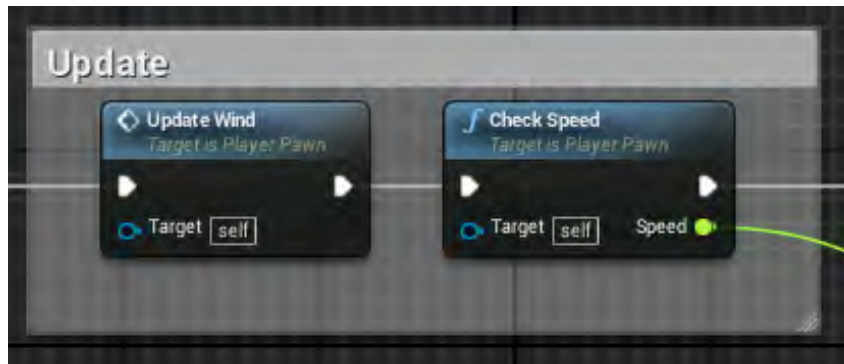 Update
Update Wind
Target is Player Pawn
Target self
Check Speed
Target is Player Pawn
Target self Speed